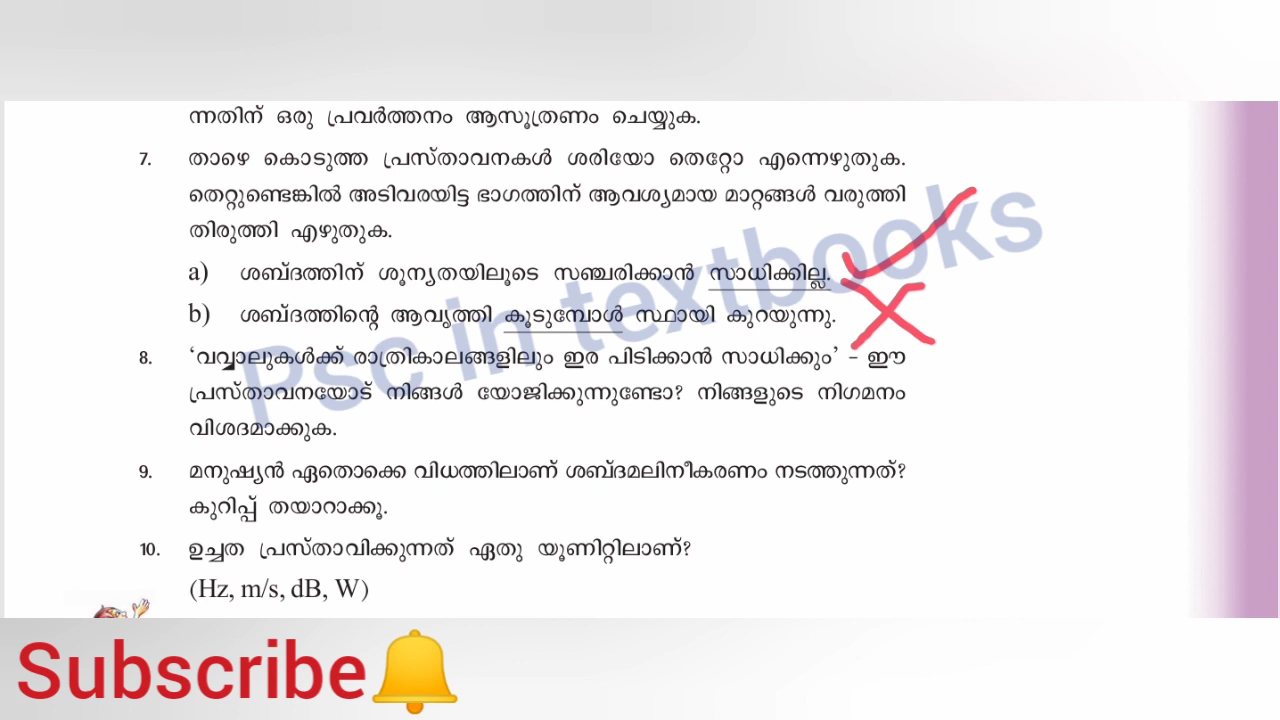 ന്നതിന് ഒരു പ്രവർത്തനം ആസൂത്രണം ചെയ്യുക.
7. താഴെ കൊടുത്ത പ്രസ്താവനകൾ ശരിയോ തെറ്റോ എന്നെഴുതുക.
തെറ്റുണ്ടെങ്കിൽ അടിവരയിട്ട ഭാഗത്തിന് ആവശ്യമായ മാറ്റങ്ങൾ വരുത്തി
തിരുത്തി എഴുതുക.
a) ശബ്ദത്തിന് ശൂന്യതയിലൂടെ സഞ്ചരിക്കാൻ സാധിക്കില്ല.
b) ശബ്ദത്തിന്റെ ആവൃത്തി കൂടുമ്പോൾ സ്ഥായി കുറയുന്നു.
8. ‘വവ്വാലുകൾക്ക് രാത്രികാലങ്ങളിലും ഇര പിടിക്കാൻ സാധിക്കും’ – ഈ
പ്രസ്താവനയോട് നിങ്ങൾ യോജിക്കുന്നുണ്ടോ? നിങ്ങളുടെ നിഗമനം
വിശദമാക്കുക.
9. മനുഷ്യൻ ഏതൊക്കെ വിധത്തിലാണ് ശബ്ദമലിനീകരണം നടത്തുന്നത്?
കുറിപ്പ് തയാറാക്കൂ.
10. ഉച്ചത പ്രസ്താവിക്കുന്നത് ഏതു യൂണിറ്റിലാണ്?
(Hz, m/s, dB, W)
Psc in textbooks
Subscribe